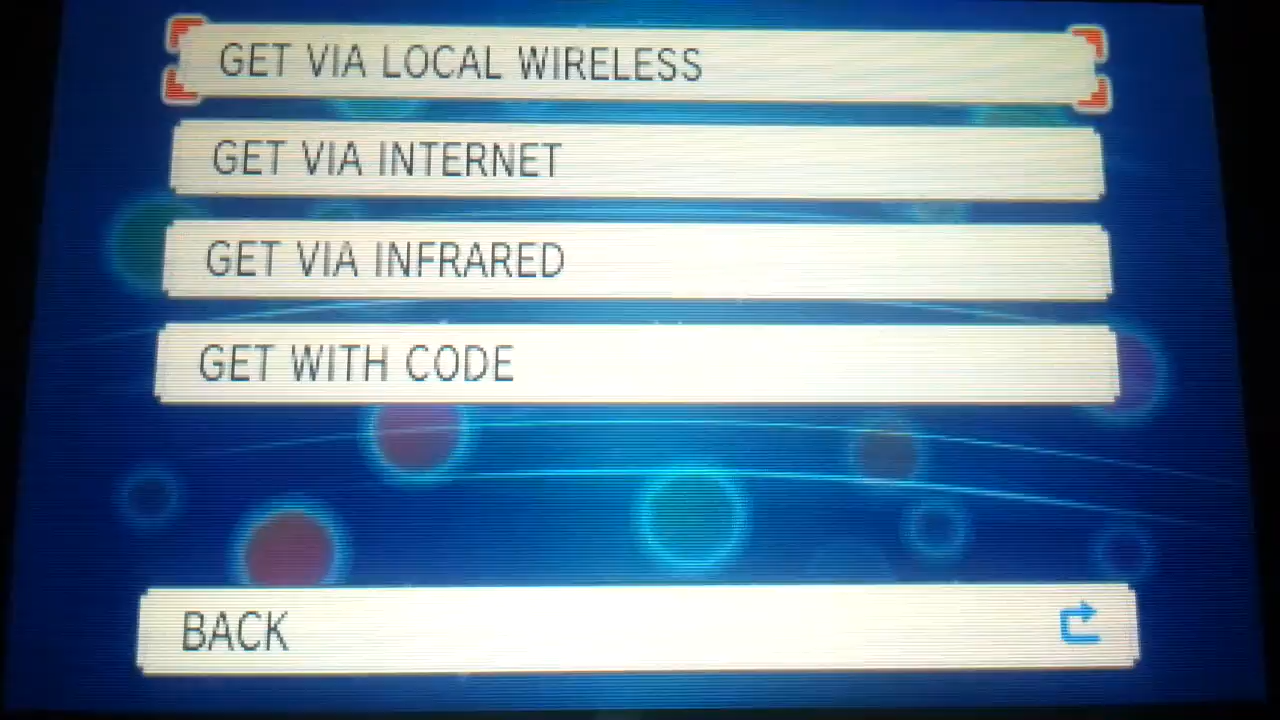 GET VIA LOCAL WIRELESS
GET VIA INTERNET
GET VIA INFRARED
GET WITH CODE
BACK